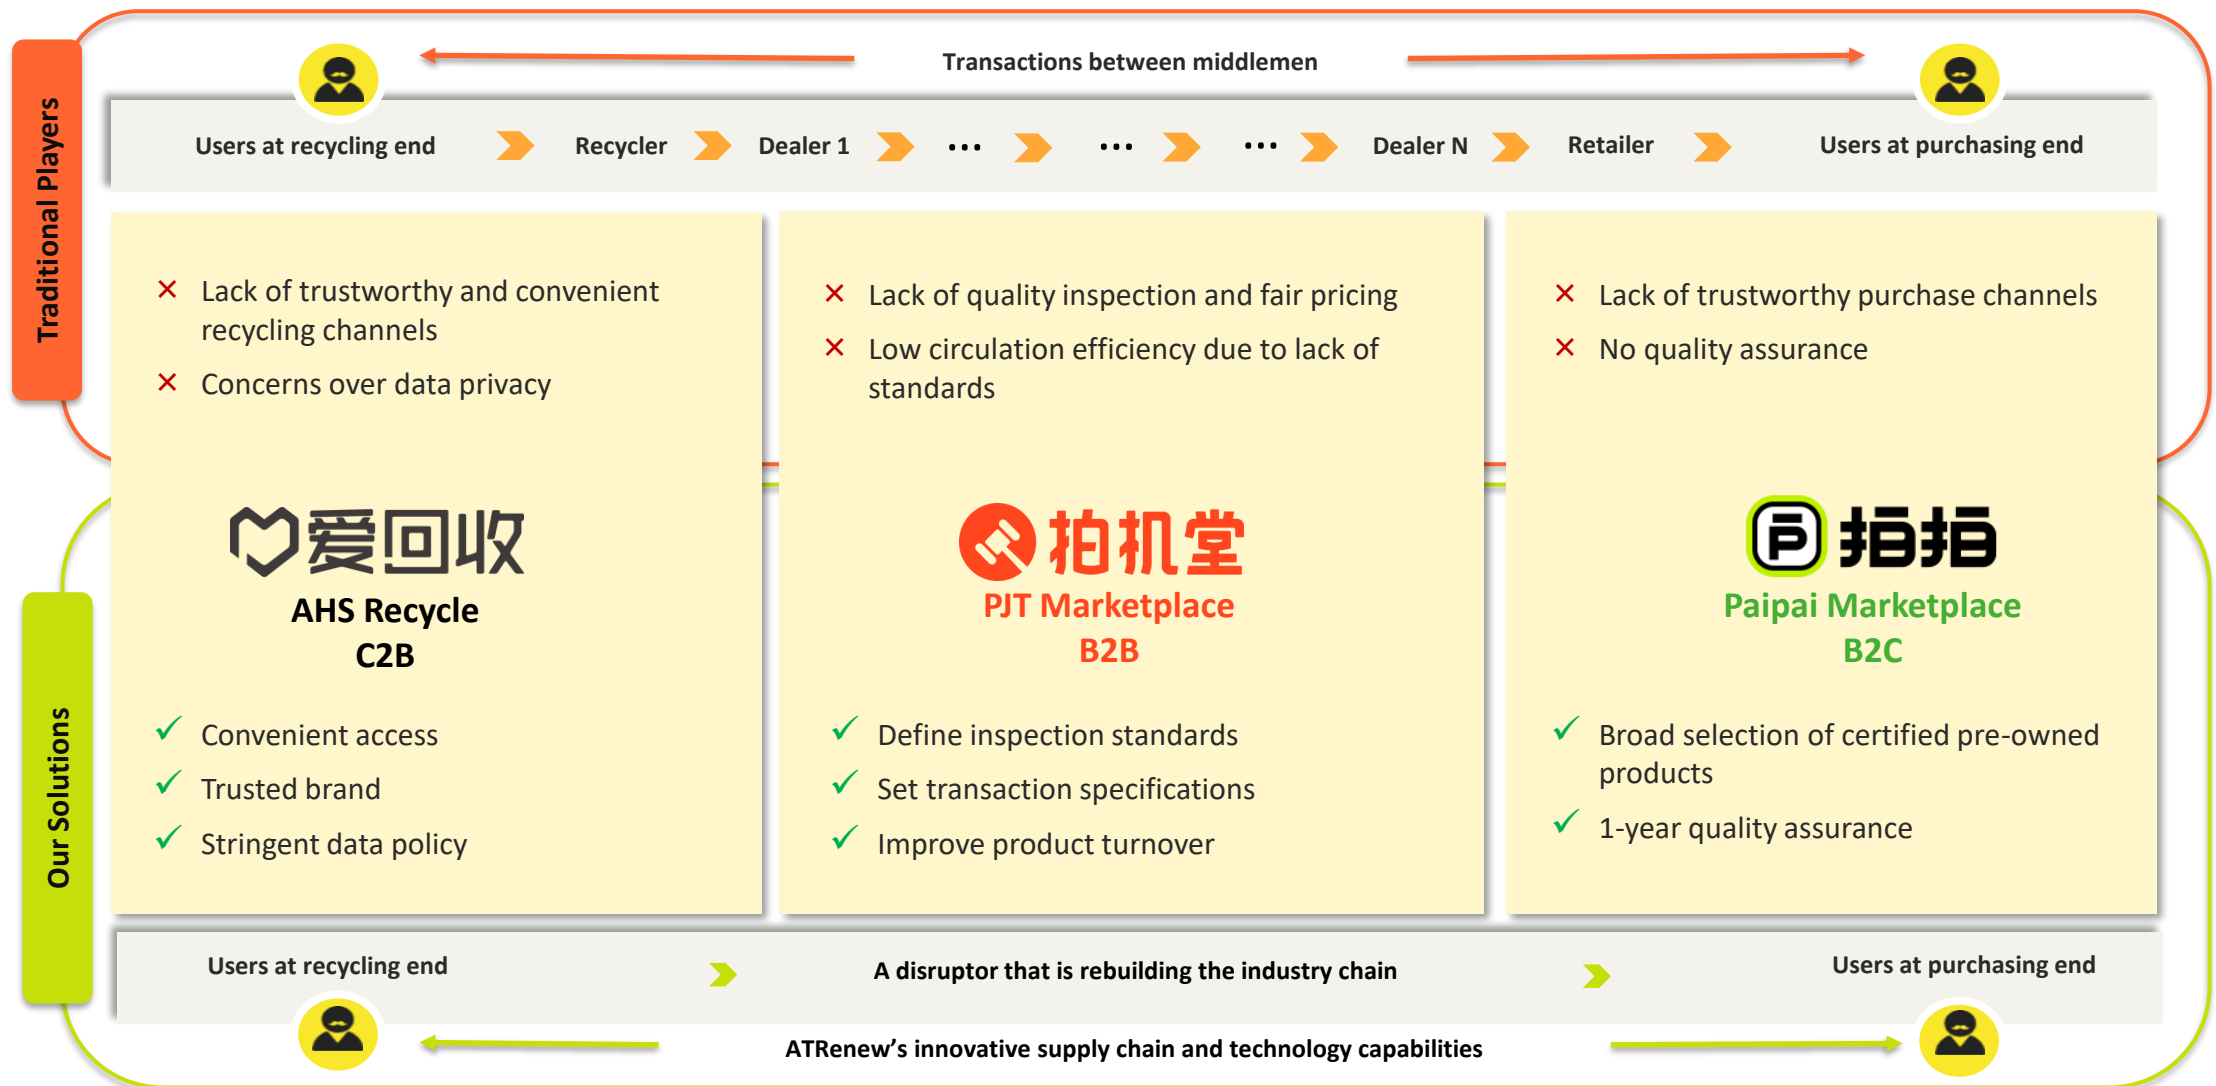 Traditional Players
Transactions between middlemen
Users at recycling end
Recycler
Dealer 1
...
...
...
Dealer N
Retailer
Users at purchasing end
× Lack of trustworthy and convenient
recycling channels
× Concerns over data privacy
× Lack of quality inspection and fair pricing
× Low circulation efficiency due to lack of
standards
× Lack of trustworthy purchase channels
× No quality assurance
Our Solutions
爱回收
AHS Recycle
C2B
✓ Convenient access
✓ Trusted brand
✓ Stringent data policy
拍机堂
PJT Marketplace
B2B
✓ Define inspection standards
✓ Set transaction specifications
✓ Improve product turnover
P 拍拍
Paipai Marketplace
B2C
✓ Broad selection of certified pre-owned
products
✓ 1-year quality assurance
Users at recycling end
A disruptor that is rebuilding the industry chain
Users at purchasing end
ATRenew’s innovative supply chain and technology capabilities